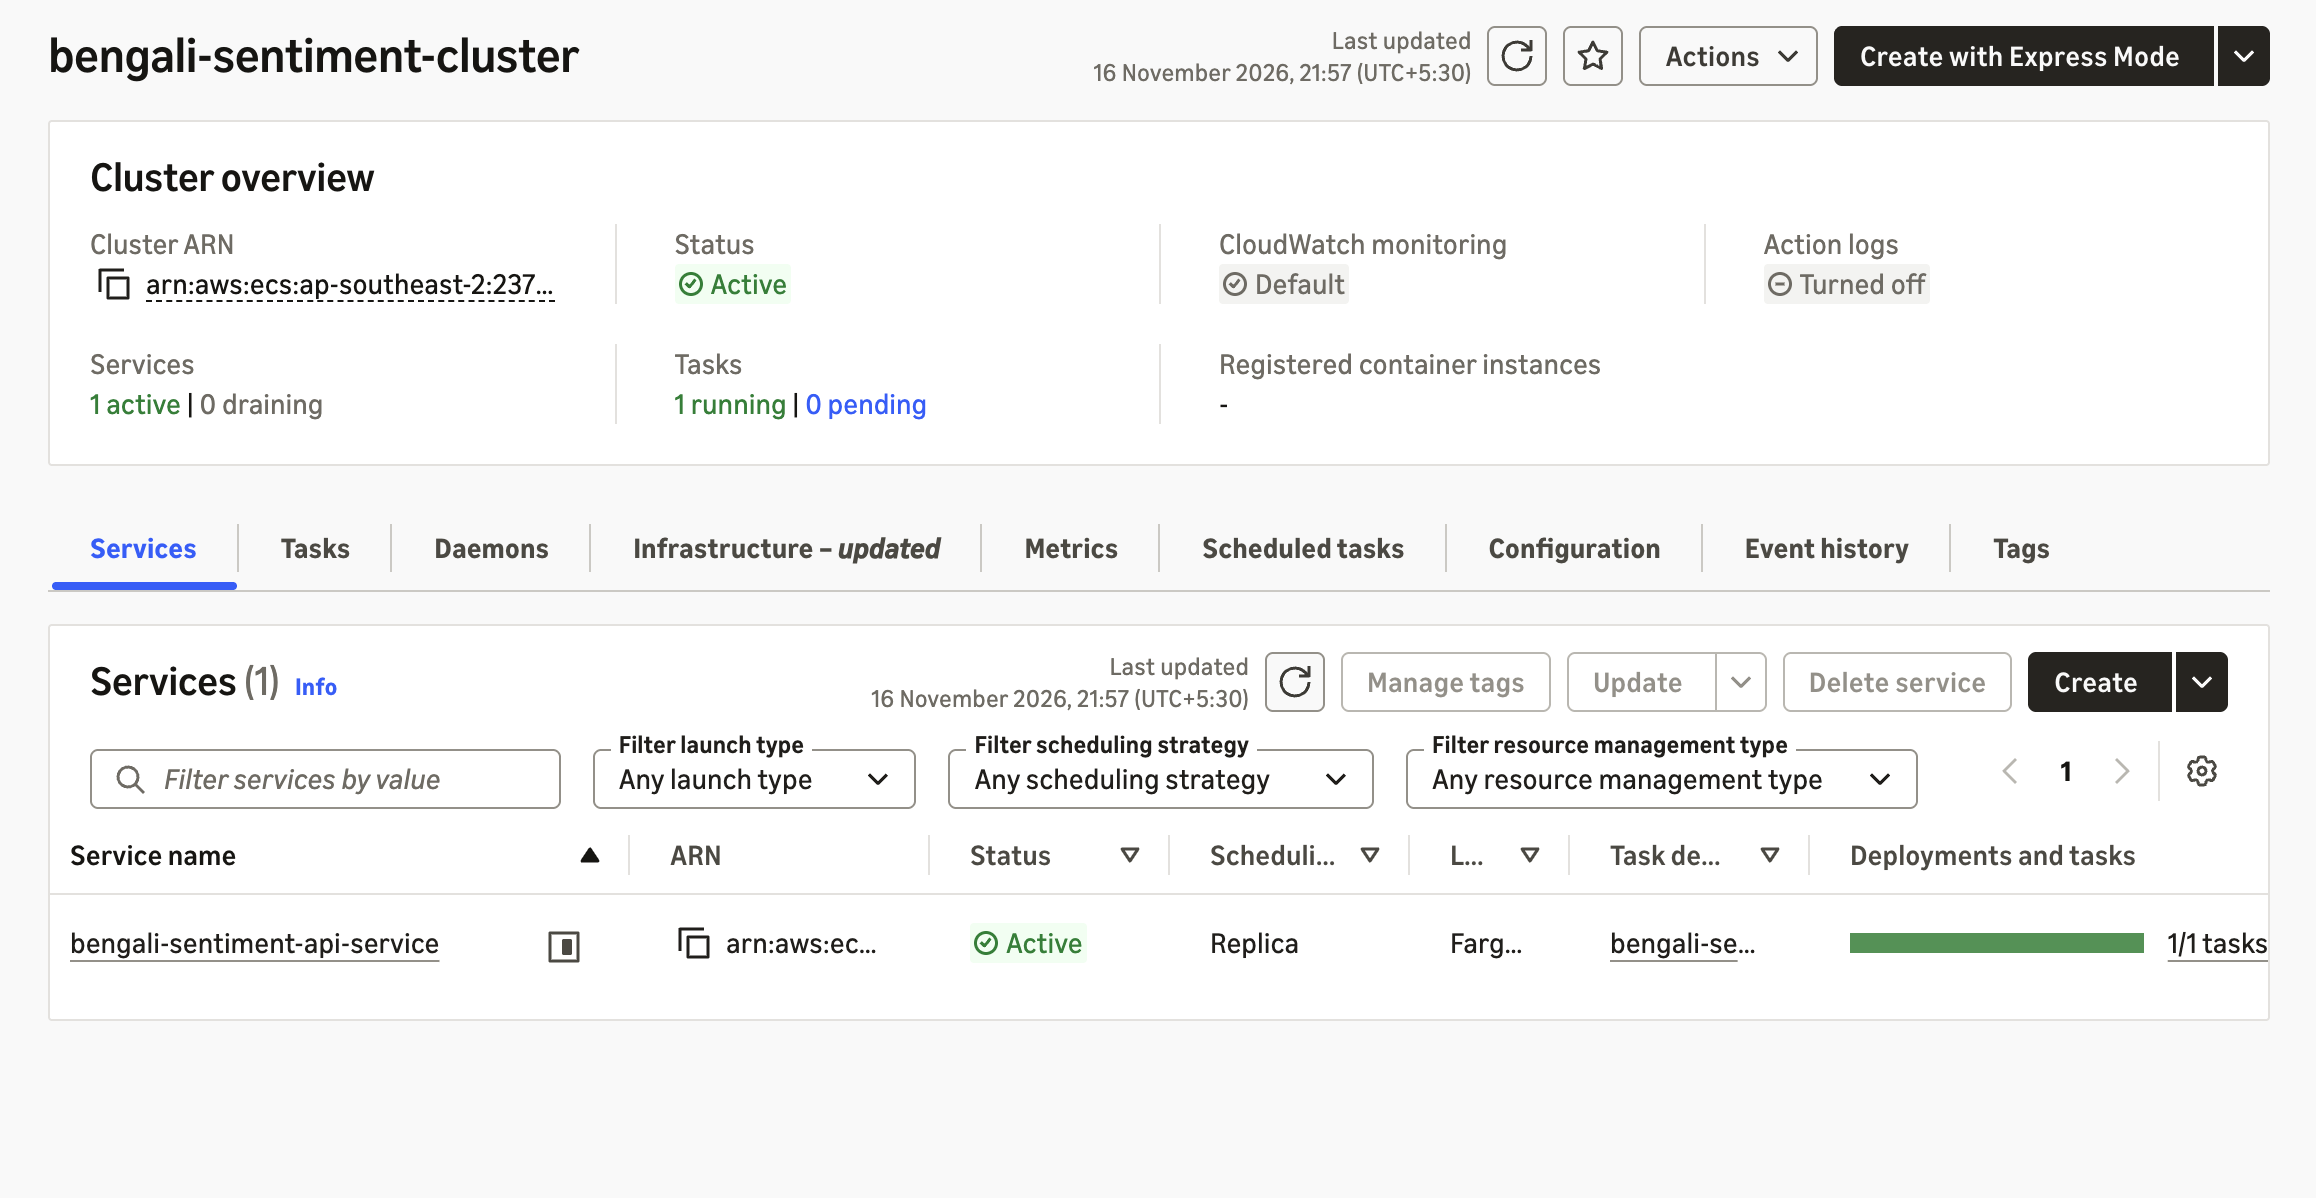 bengali-sentiment-cluster
Last updated
16 November 2026, 21:57 (UTC+5:30)
Actions
Create with Express Mode
Cluster overview
Cluster ARN
arn:aws:ecs:ap-southeast-2:237...
Status
Active
CloudWatch monitoring
Default
Action logs
Turned off
Services
1 active | 0 draining
Tasks
1 running | 0 pending
Registered container instances
-
Services
Tasks
Daemons
Infrastructure – updated
Metrics
Scheduled tasks
Configuration
Event history
Tags
Services (1) Info
Last updated
16 November 2026, 21:57 (UTC+5:30)
Manage tags
Update
Delete service
Create
Filter services by value
Filter launch type
Any launch type
Filter scheduling strategy
Any scheduling strategy
Filter resource management type
Any resource management type
1
Service name
ARN
Status
Scheduli...
L...
Task de...
Deployments and tasks
bengali-sentiment-api-service
arn:aws:ec...
Active
Replica
Farg...
bengali-se...
1/1 tasks